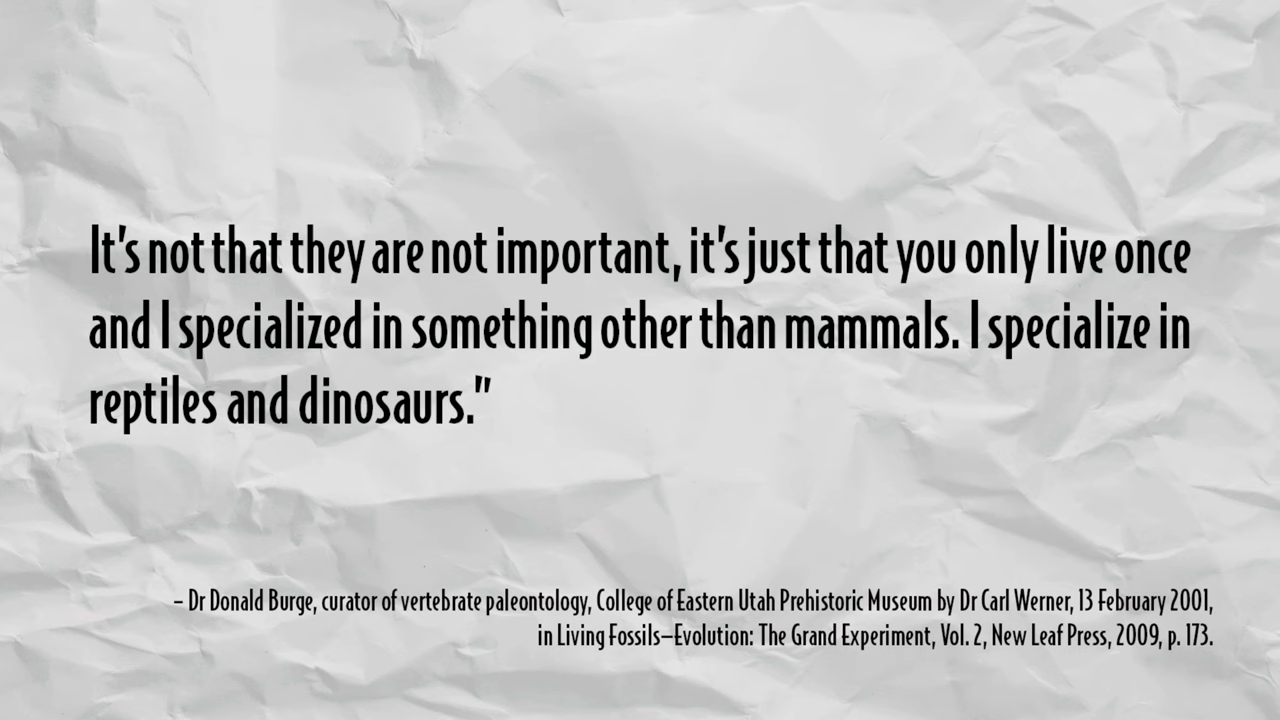 It's not that they are not important, it's just that you only live once
and I specialized in something other than mammals. I specialize in
reptiles and dinosaurs."
– Dr Donald Burge, curator of vertebrate paleontology, College of Eastern Utah Prehistoric Museum by Dr Carl Werner, 13 February 2001,
in Living Fossils—Evolution: The Grand Experiment, Vol. 2, New Leaf Press, 2009, p. 173.